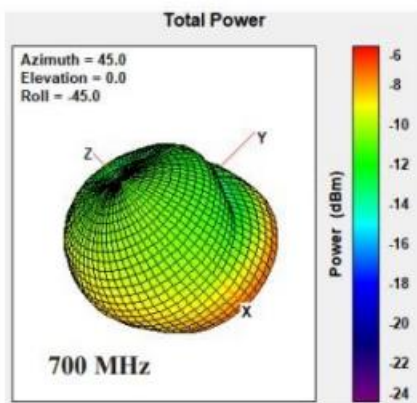 Total Power
Azimuth = 45.0
Elevation = 0.0
Roll = -45.0
Z
Y
X
700 MHz
Power (dBm)
-6
-8
-10
-12
-14
-16
-18
-20
-22
-24